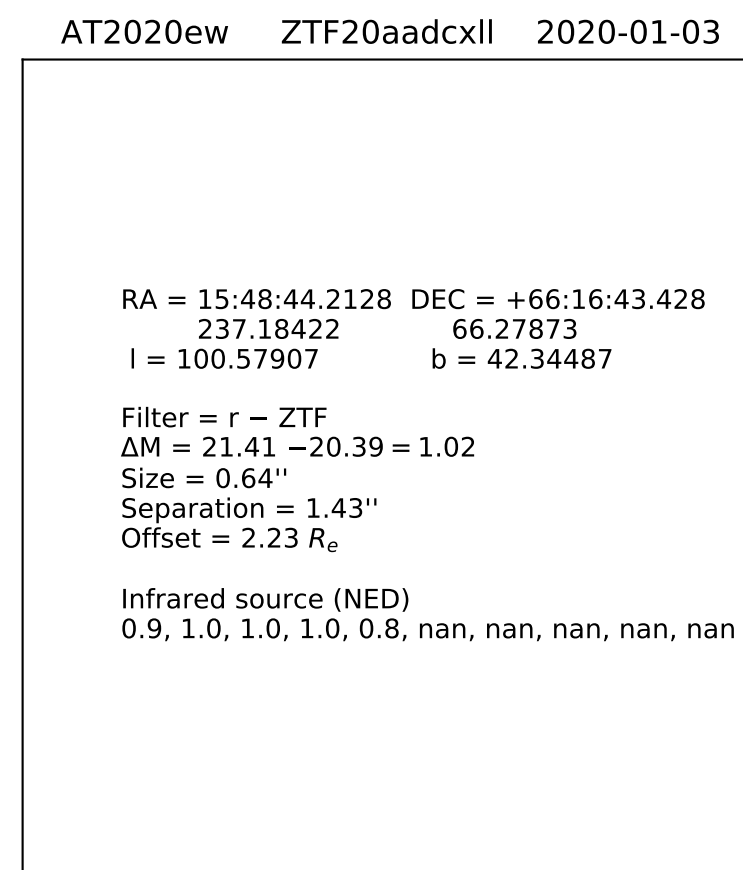 AT2020ew ZTF20aadcxll 2020-01-03
RA = 15:48:44.2128 DEC = +66:16:43.428
237.18422 66.27873
l = 100.57907 b = 42.34487
Filter = r − ZTF
ΔM = 21.41 −20.39 = 1.02
Size = 0.64''
Separation = 1.43''
Offset = 2.23 Rₑ
Infrared source (NED)
0.9, 1.0, 1.0, 1.0, 0.8, nan, nan, nan, nan, nan